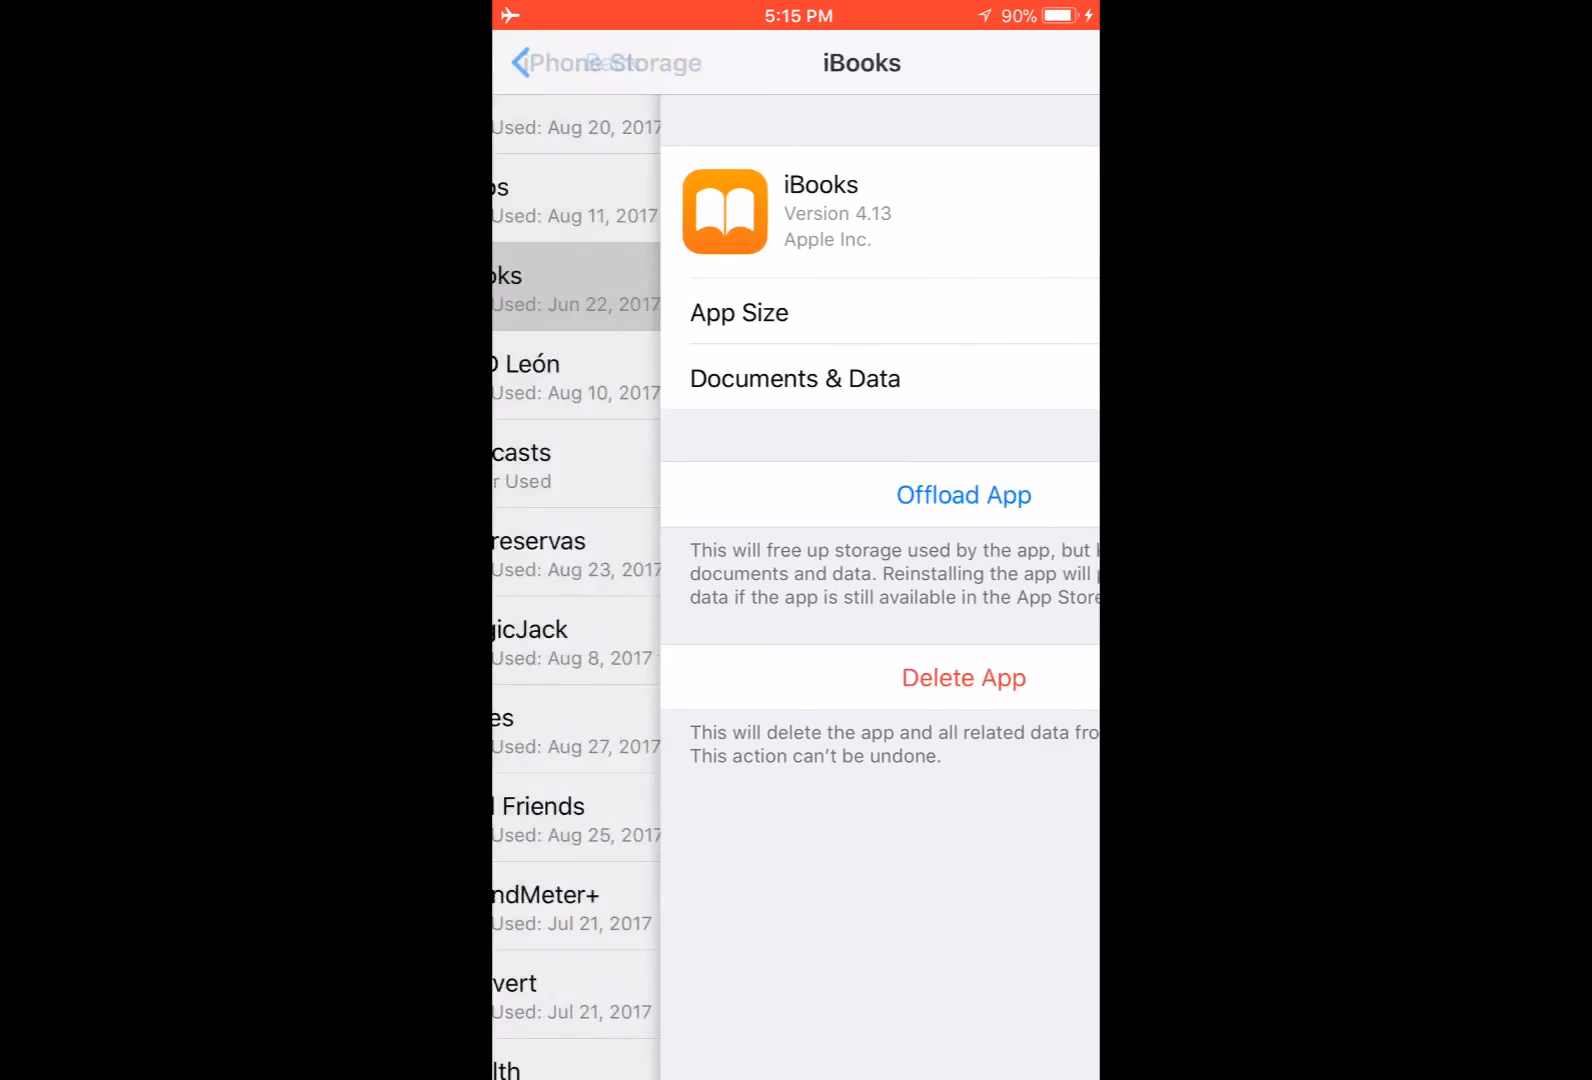 5:15 PM
90%
iPhone Storage
iBooks
Used: Aug 20, 2017
Used: Aug 11, 2017
Used: Jun 22, 2017
León
Used: Aug 10, 2017
casts
r Used
reservas
Used: Aug 23, 2017
icJack
Used: Aug 8, 2017
es
Used: Aug 27, 2017
Friends
Used: Aug 25, 2017
ndMeter+
Used: Jul 21, 2017
vert
Used: Jul 21, 2017
lth
iBooks
Version 4.13
Apple Inc.
App Size
Documents & Data
Offload App
This will free up storage used by the app, but
documents and data. Reinstalling the app will
data if the app is still available in the App Store
Delete App
This will delete the app and all related data fro
This action can't be undone.